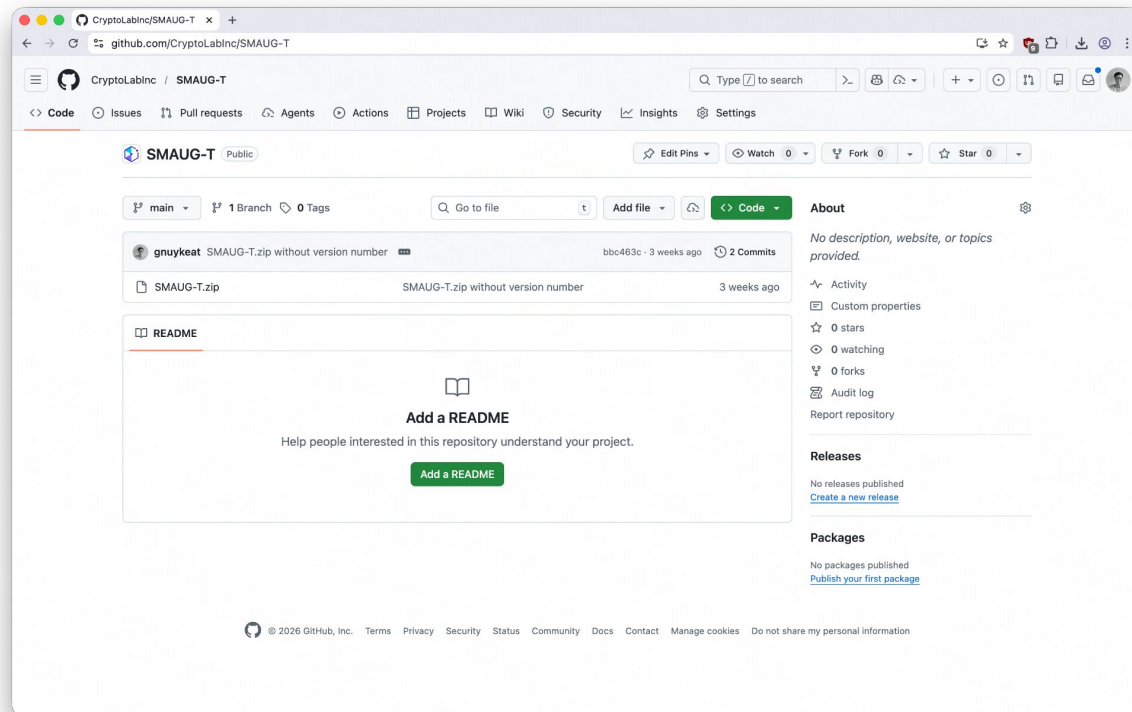 CryptoLabInc/SMAUG-T × +
github.com/CryptoLabInc/SMAUG-T
9
CryptoLabInc / SMAUG-T
Type / to search
Code Issues Pull requests Agents Actions Projects Wiki Security Insights Settings
SMAUG-T Public
Edit Pins Watch 0 Fork 0 Star 0
main 1 Branch 0 Tags
Go to file t
Add file
Code
gnuykeat SMAUG-T.zip without version number
bbc463c · 3 weeks ago 2 Commits
SMAUG-T.zip SMAUG-T.zip without version number 3 weeks ago
README
Add a README
Help people interested in this repository understand your project.
Add a README
About
No description, website, or topics
provided.
Activity
Custom properties
0 stars
0 watching
0 forks
Audit log
Report repository
Releases
No releases published
Create a new release
Packages
No packages published
Publish your first package
© 2026 GitHub, Inc. Terms Privacy Security Status Community Docs Contact Manage cookies Do not share my personal information